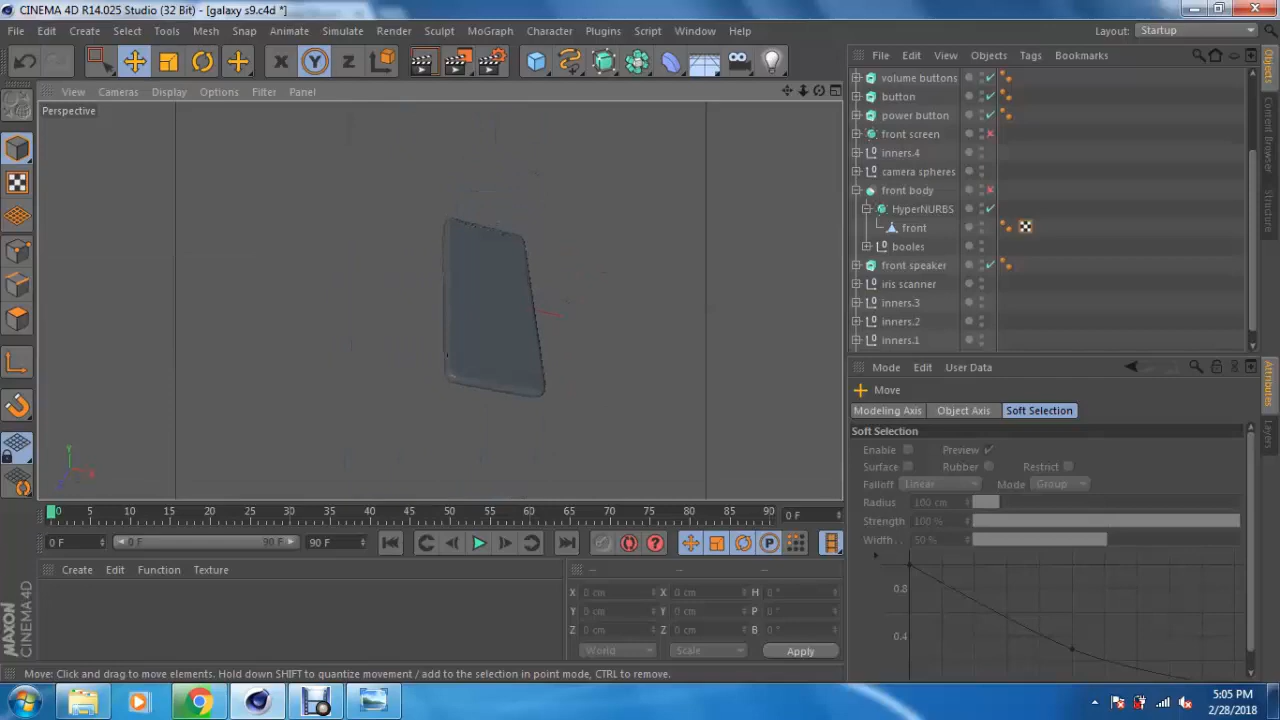 CINEMA 4D R14.025 Studio (32 Bit) - [galaxy s9.c4d *]
File Edit Create Select Tools Mesh Snap Animate Simulate Render Sculpt MoGraph Character Plugins Script Window Help Layout: Startup
X Y Z
File Edit View Objects Tags Bookmarks
View Cameras Display Options Filter Panel
Perspective
volume buttons
button
power button
front screen
inners.4
camera spheres
front body
HyperNURBS
front
booles
front speaker
iris scanner
inners.3
inners.2
inners.1
Objects
Content Browser
Structure
Mode Edit User Data
Move
Modeling Axis Object Axis Soft Selection
Soft Selection
Enable Preview
Surface Rubber Restrict
Falloff Linear Mode Group
Radius 100 cm
Strength 100 %
Width . . 50 %
0.8
0.4
Attributes
Layers
Y
X
Z
0 5 10 15 20 25 30 35 40 45 50 55 60 65 70 75 80 85 90 0 F
0 F 0 F 90 F 90 F
Create Edit Function Texture
-- -- --
X 0 cm X 0 cm H 0 °
Y 0 cm Y 0 cm P 0 °
Z 0 cm Z 0 cm B 0 °
World Scale Apply
MAXON CINEMA 4D
Move: Click and drag to move elements. Hold down SHIFT to quantize movement / add to the selection in point mode, CTRL to remove.
5:05 PM
2/28/2018